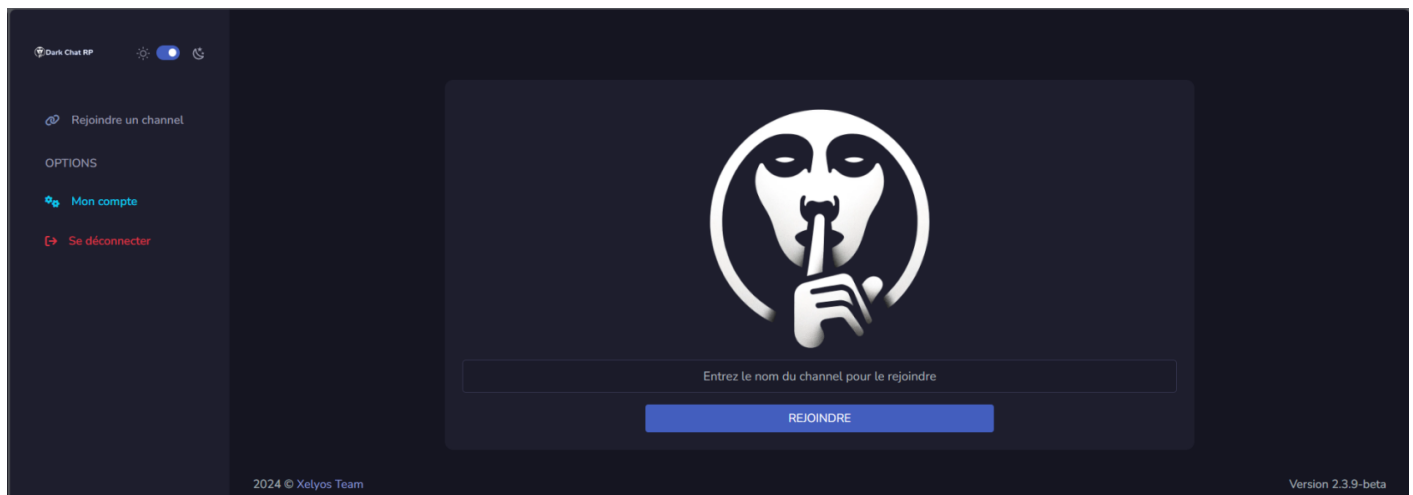 Dark Chat RP
Rejoindre un channel
OPTIONS
Mon compte
Se déconnecter
Entrez le nom du channel pour le rejoindre
REJOINDRE
2024 © Xelyos Team
Version 2.3.9-beta